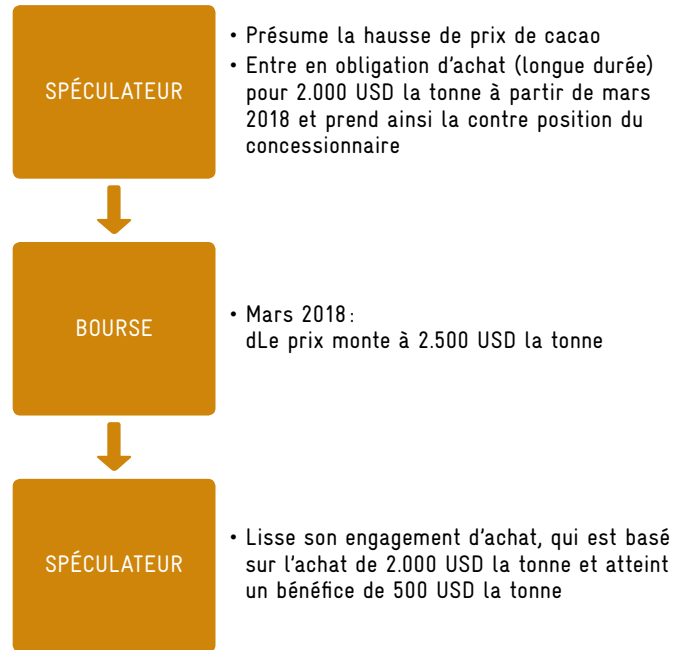 SPÉCULATEUR
• Présume la hausse de prix de cacao
• Entre en obligation d'achat (longue durée)
pour 2.000 USD la tonne à partir de mars
2018 et prend ainsi la contre position du
concessionnaire
BOURSE
• Mars 2018:
dLe prix monte à 2.500 USD la tonne
SPÉCULATEUR
• Lisse son engagement d'achat, qui est basé
sur l'achat de 2.000 USD la tonne et atteint
un bénéfice de 500 USD la tonne